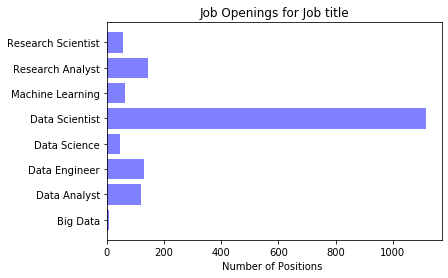 Job Openings for Job title
Research Scientist
Research Analyst
Machine Learning
Data Scientist
Data Science
Data Engineer
Data Analyst
Big Data
0 200 400 600 800 1000
Number of Positions